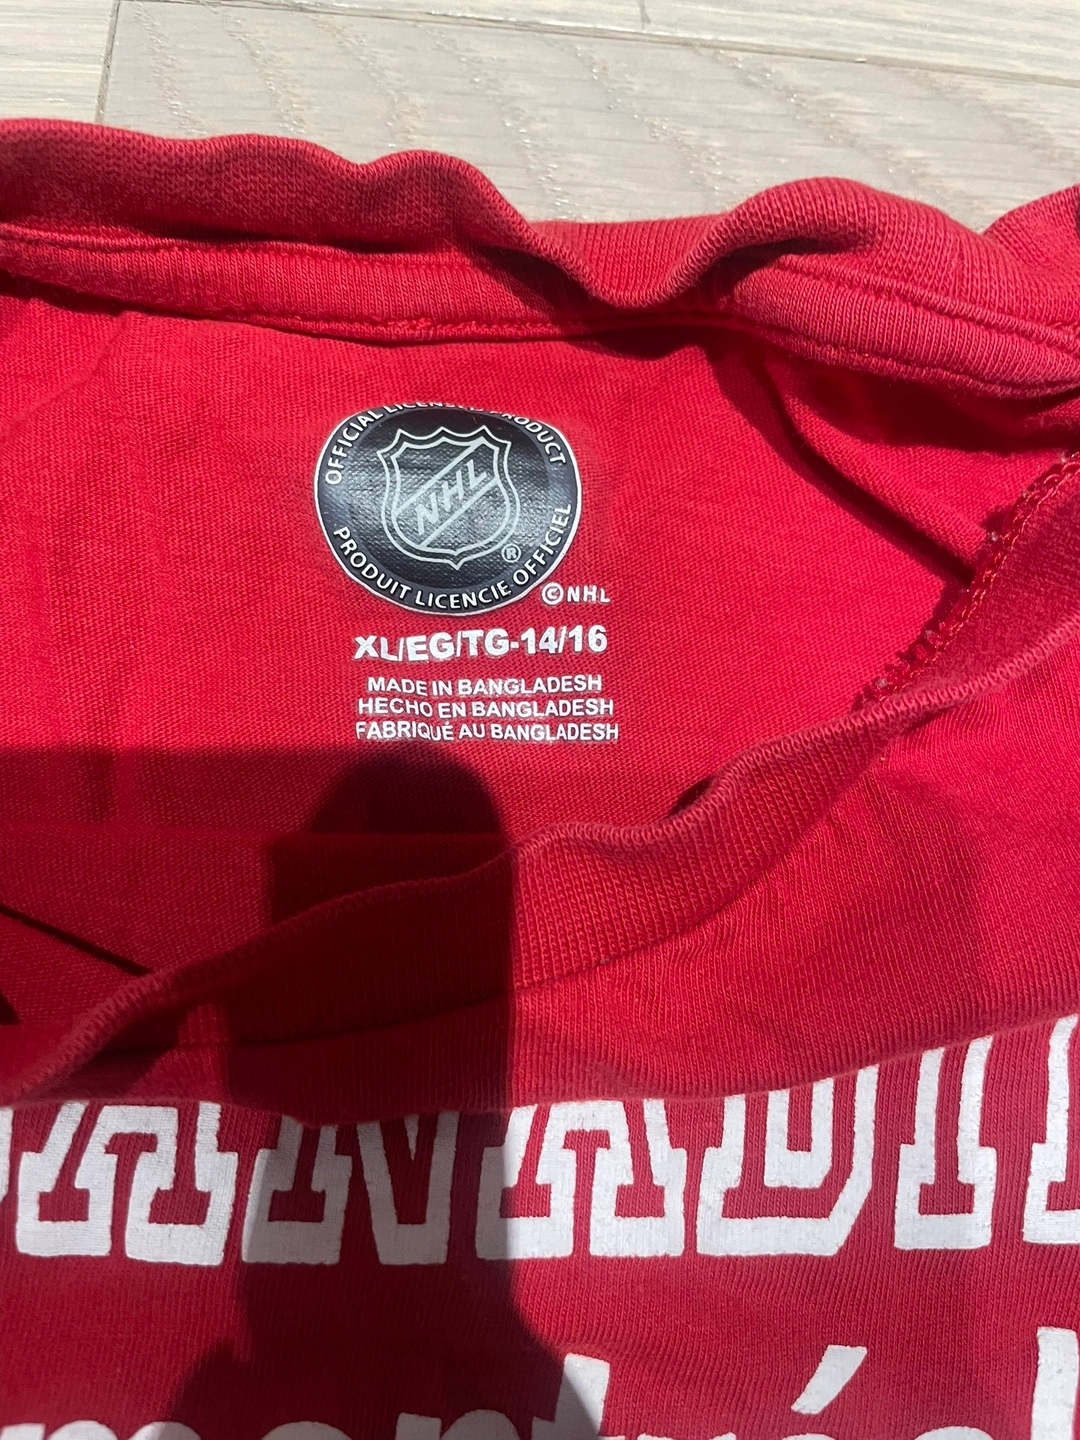 OFFICIAL LICENSED PRODUCT
NHL
®
PRODUIT LICENCIE OFFICIEL
© NHL
XL/EG/TG-14/16
MADE IN BANGLADESH
HECHO EN BANGLADESH
FABRIQUÉ AU BANGLADESH